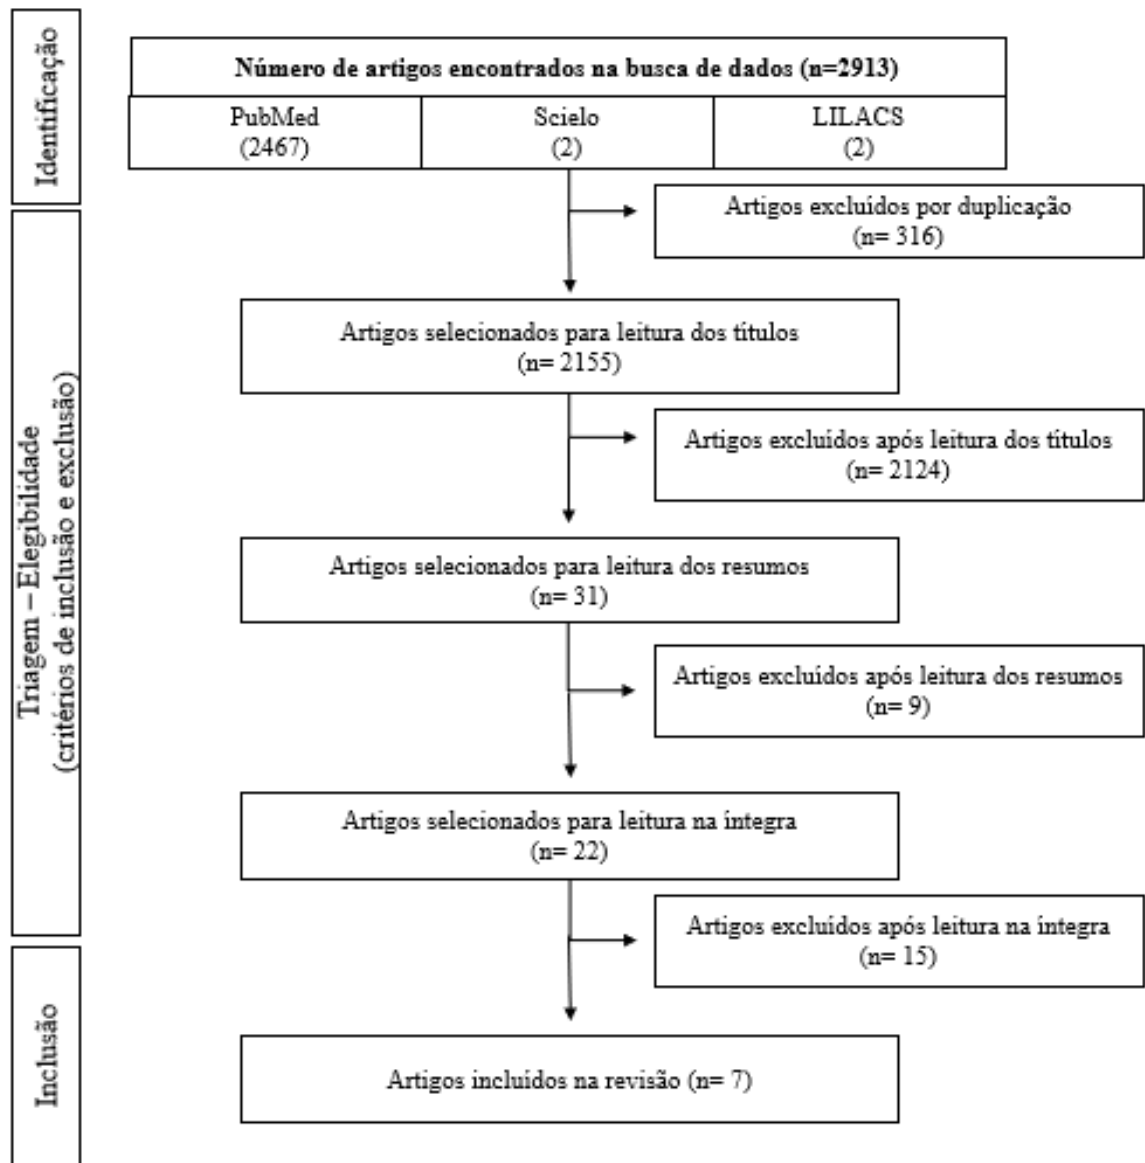 Identificação
Número de artigos encontrados na busca de dados (n=2913)
PubMed
(2467)
Scielo
(2)
LILACS
(2)
Artigos excluídos por duplicação
(n= 316)
Triagem – Elegibilidade
(critérios de inclusão e exclusão)
Artigos selecionados para leitura dos títulos
(n= 2155)
Artigos excluídos após leitura dos títulos
(n= 2124)
Artigos selecionados para leitura dos resumos
(n= 31)
Artigos excluídos após leitura dos resumos
(n= 9)
Artigos selecionados para leitura na íntegra
(n= 22)
Artigos excluídos após leitura na íntegra
(n= 15)
Inclusão
Artigos incluídos na revisão (n= 7)